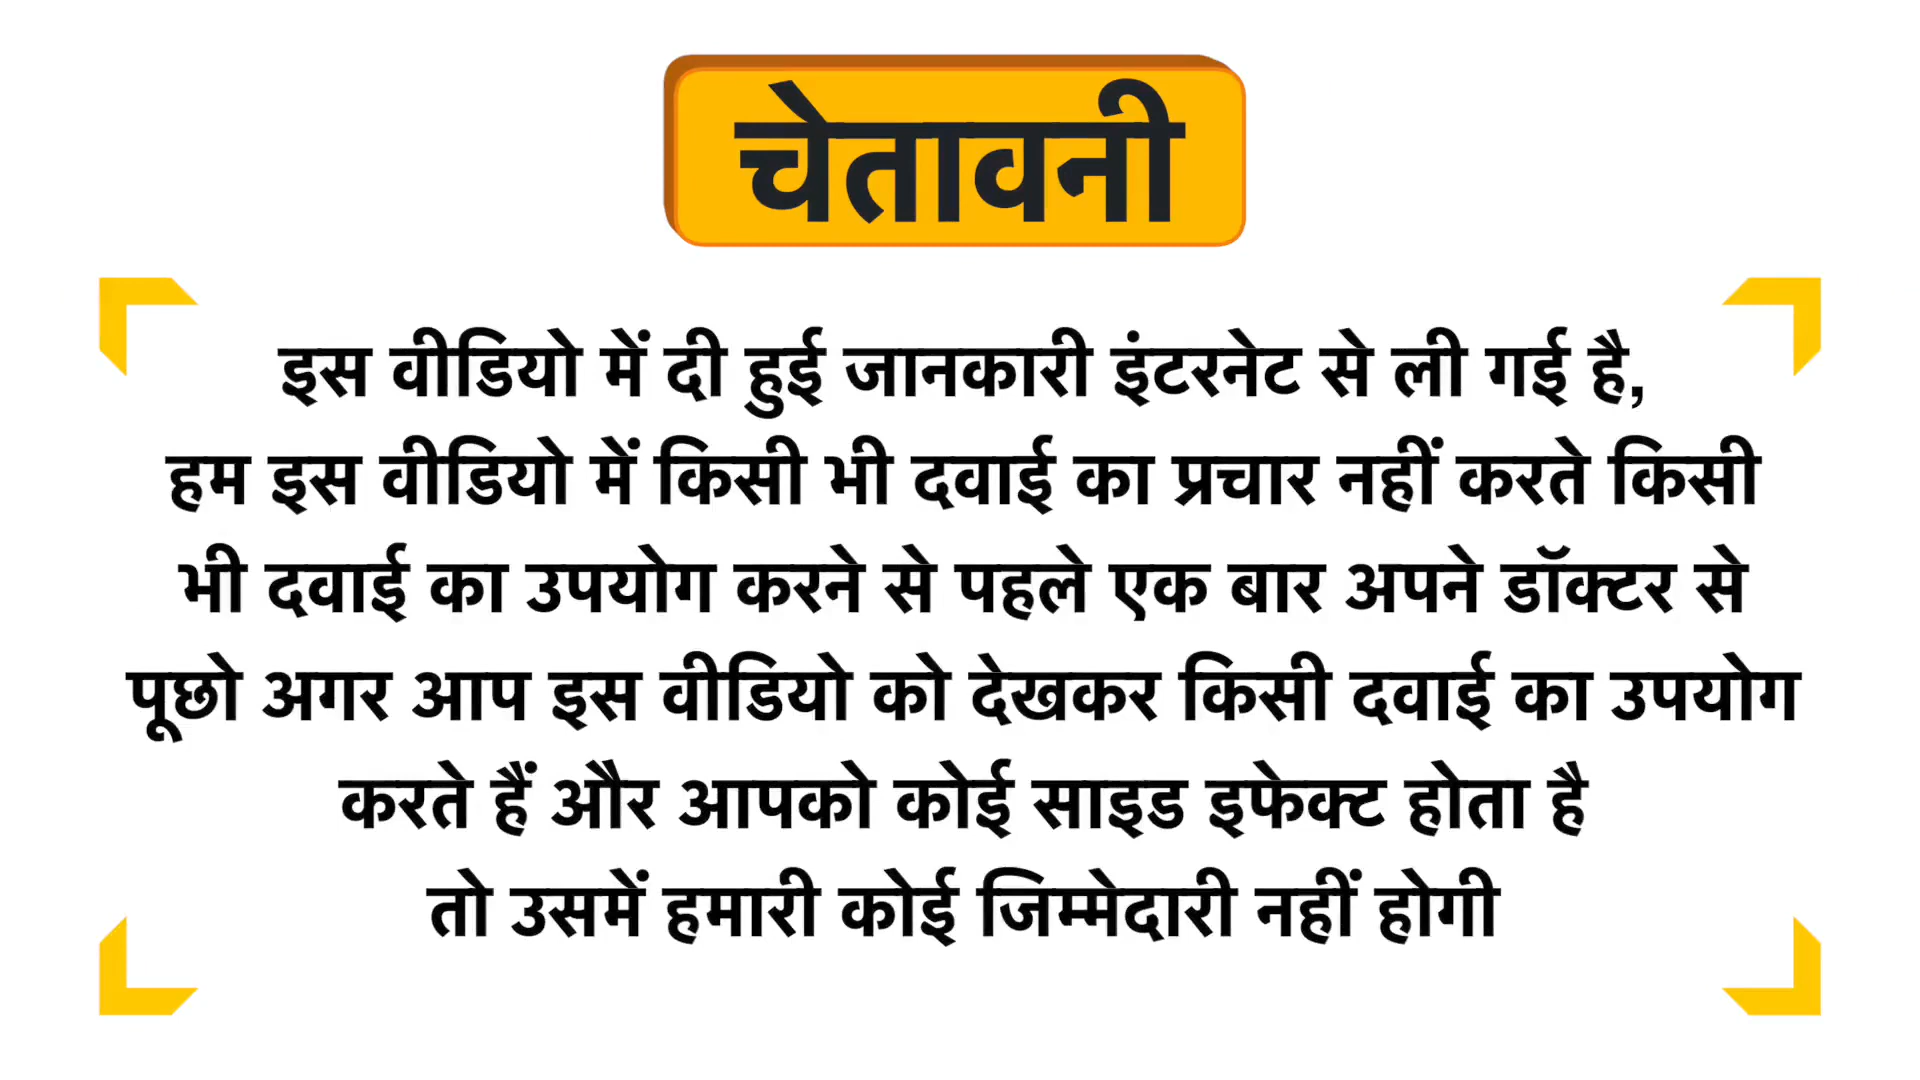 चेतावनी
इस वीडियो में दी हुई जानकारी इंटरनेट से ली गई है,
हम इस वीडियो में किसी भी दवाई का प्रचार नहीं करते किसी
भी दवाई का उपयोग करने से पहले एक बार अपने डॉक्टर से
पूछो अगर आप इस वीडियो को देखकर किसी दवाई का उपयोग
करते हैं और आपको कोई साइड इफेक्ट होता है
तो उसमें हमारी कोई जिम्मेदारी नहीं होगी